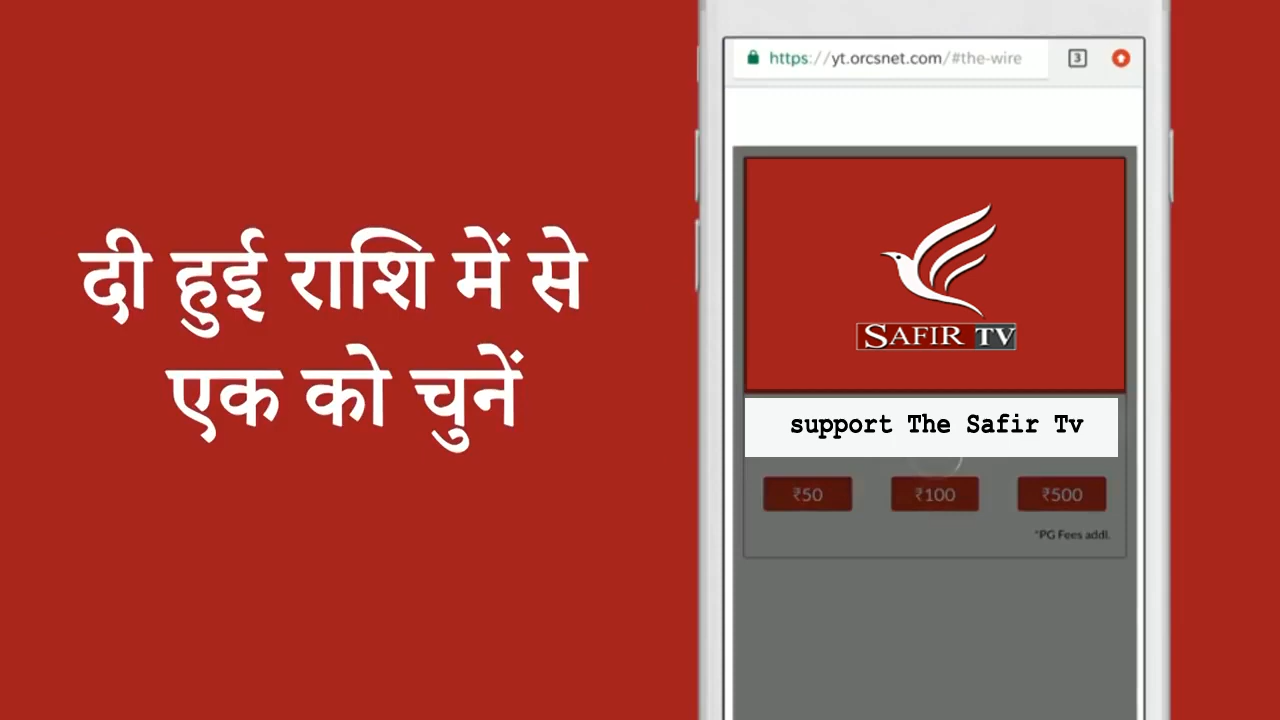 दी हुई राशि में से
एक को चुनें
https://yt.orcsnet.com/#the-wire
3
SAFIR TV
support The Safir Tv
₹50
₹100
₹500
*PG Fees addl.